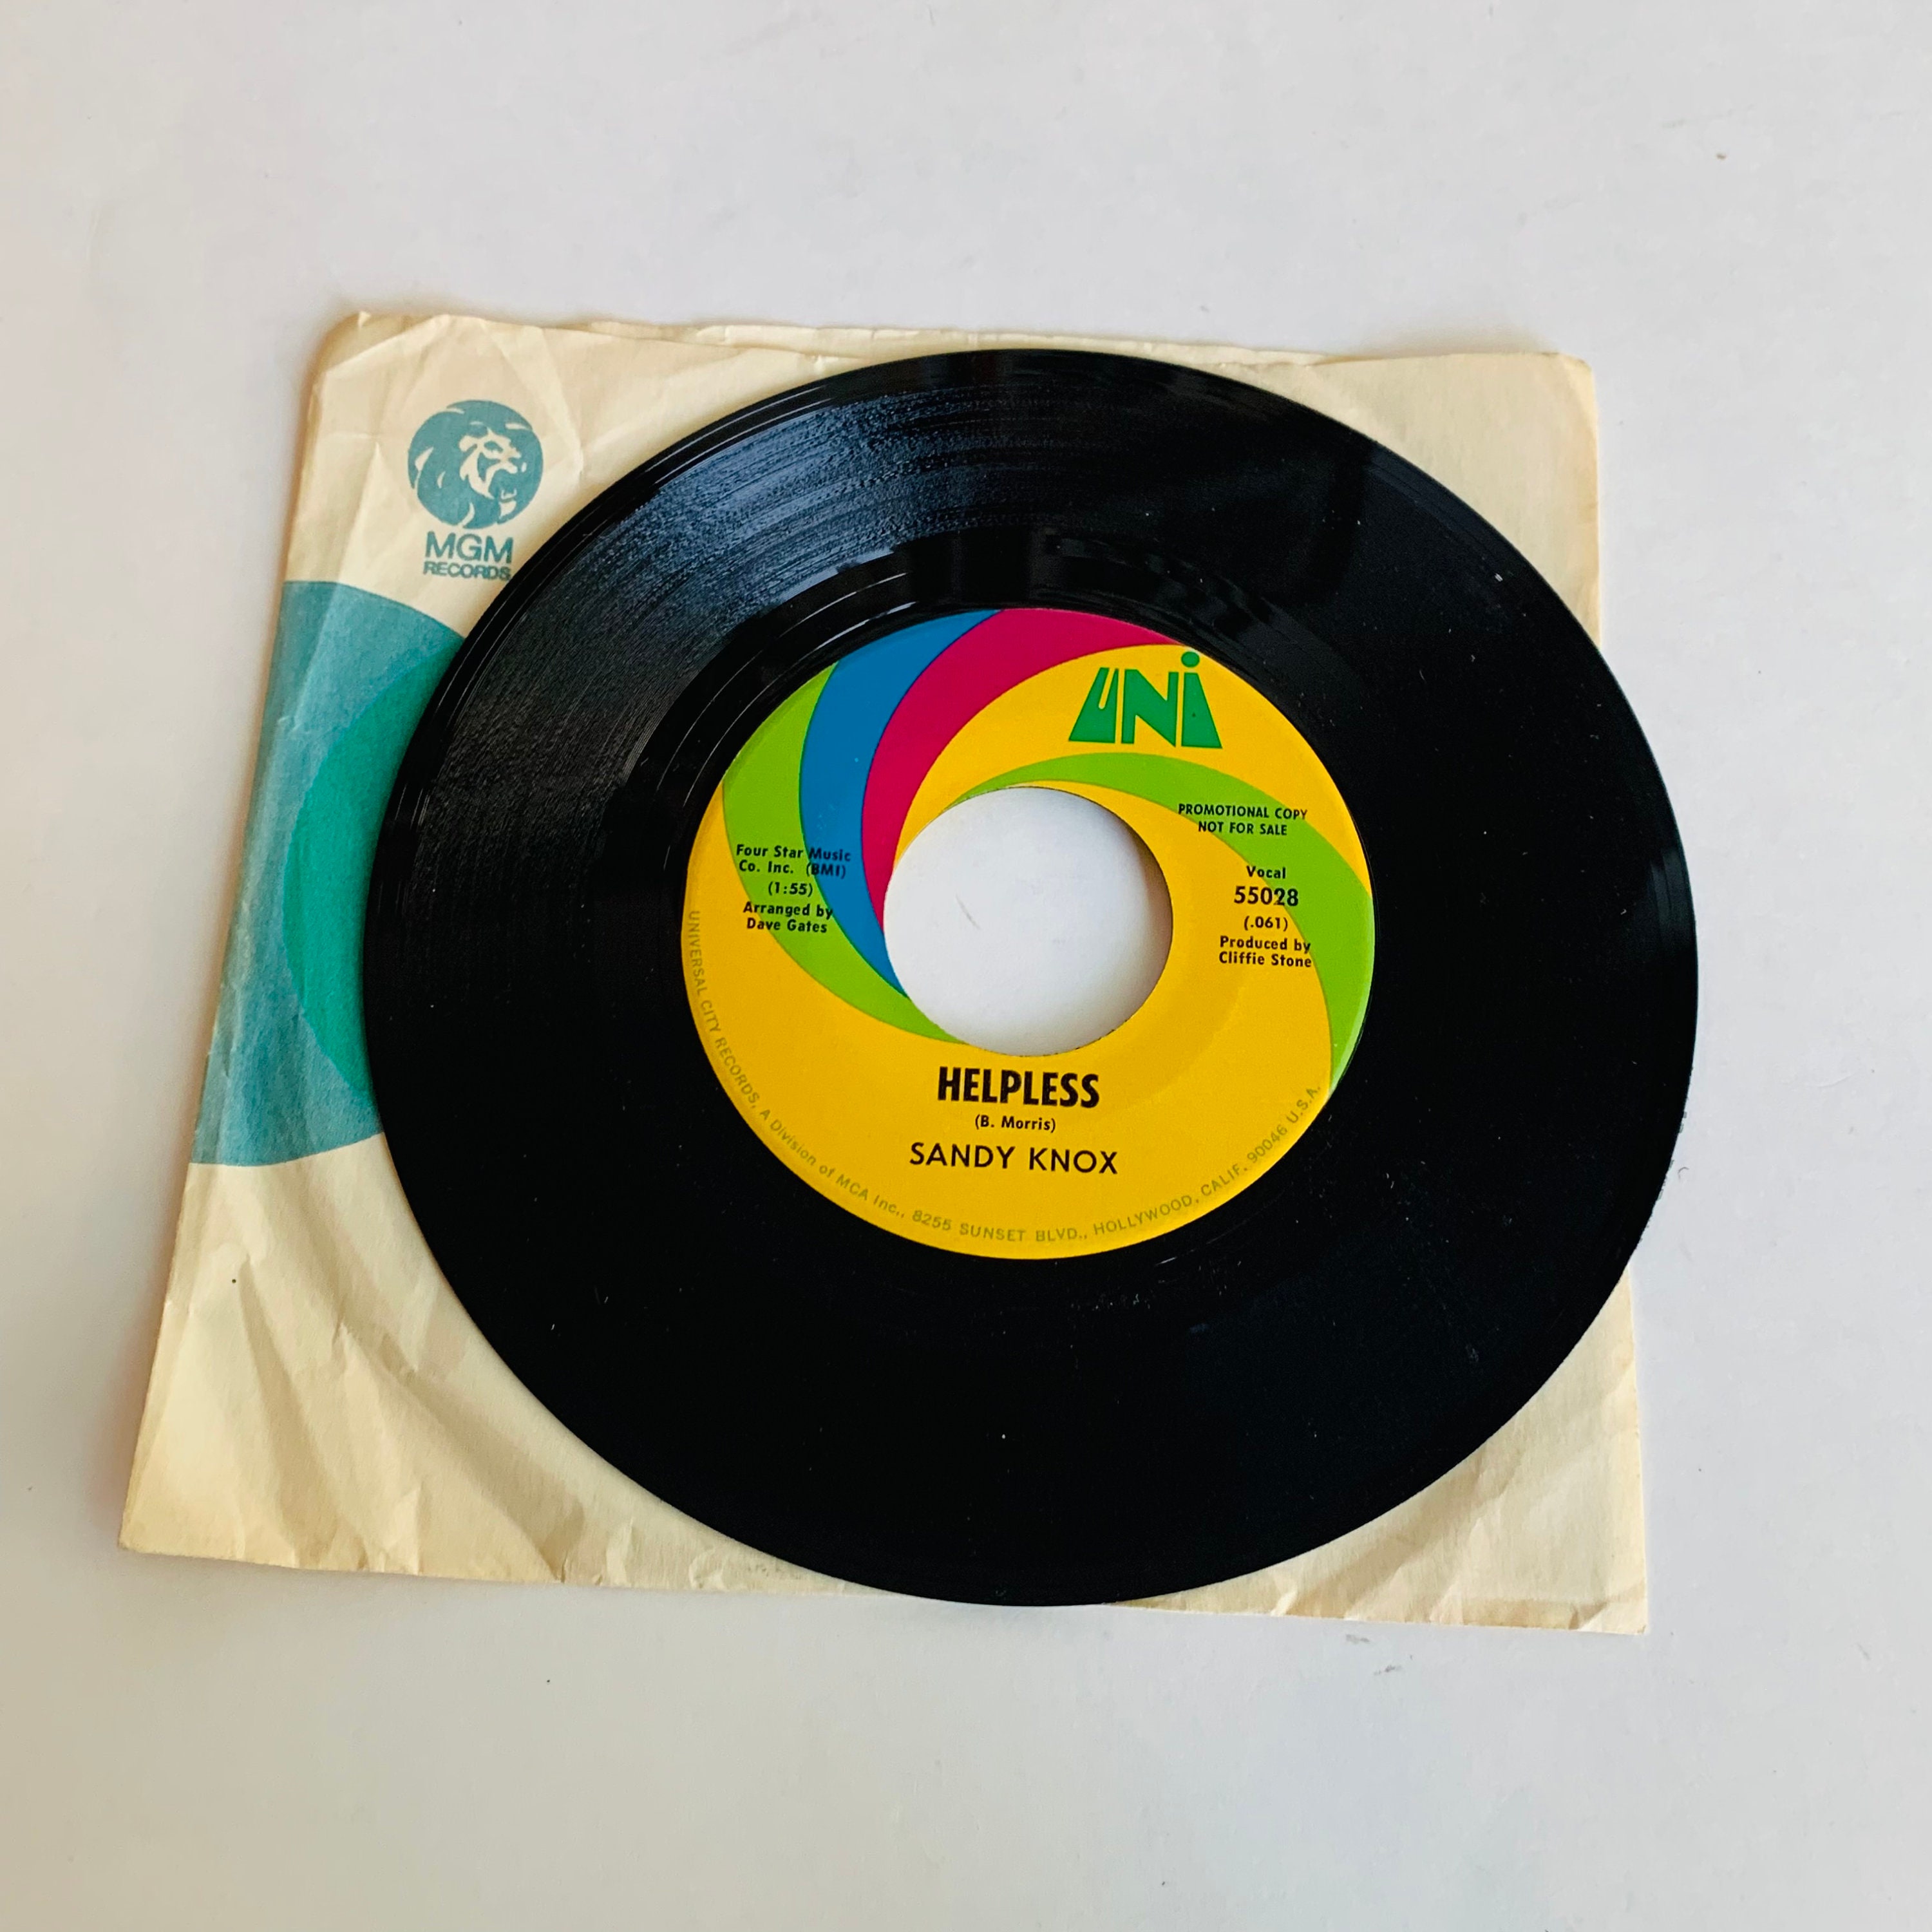 MGM
RECORDS
UNI
PROMOTIONAL COPY
NOT FOR SALE
Four Star Music
Co. Inc. (BMI)
(1:55)
Arranged by
Dave Gates
Vocal
55028
(.061)
Produced by
Cliffie Stone
HELPLESS
(B. Morris)
SANDY KNOX
UNIVERSAL CITY RECORDS, A Division of MCA Inc., 8255 SUNSET BLVD., HOLLYWOOD, CALIF. 90046 U.S.A.